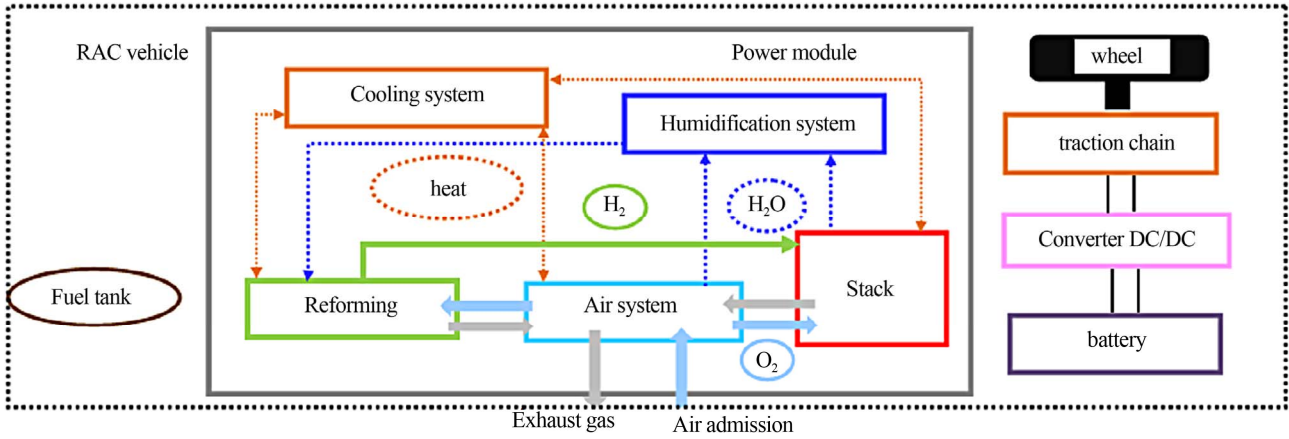 RAC vehicle
Power module
wheel
Cooling system
Humidification system
traction chain
heat
H₂
H₂O
Converter DC/DC
Fuel tank
Reforming
Air system
Stack
battery
O₂
Exhaust gas
Air admission